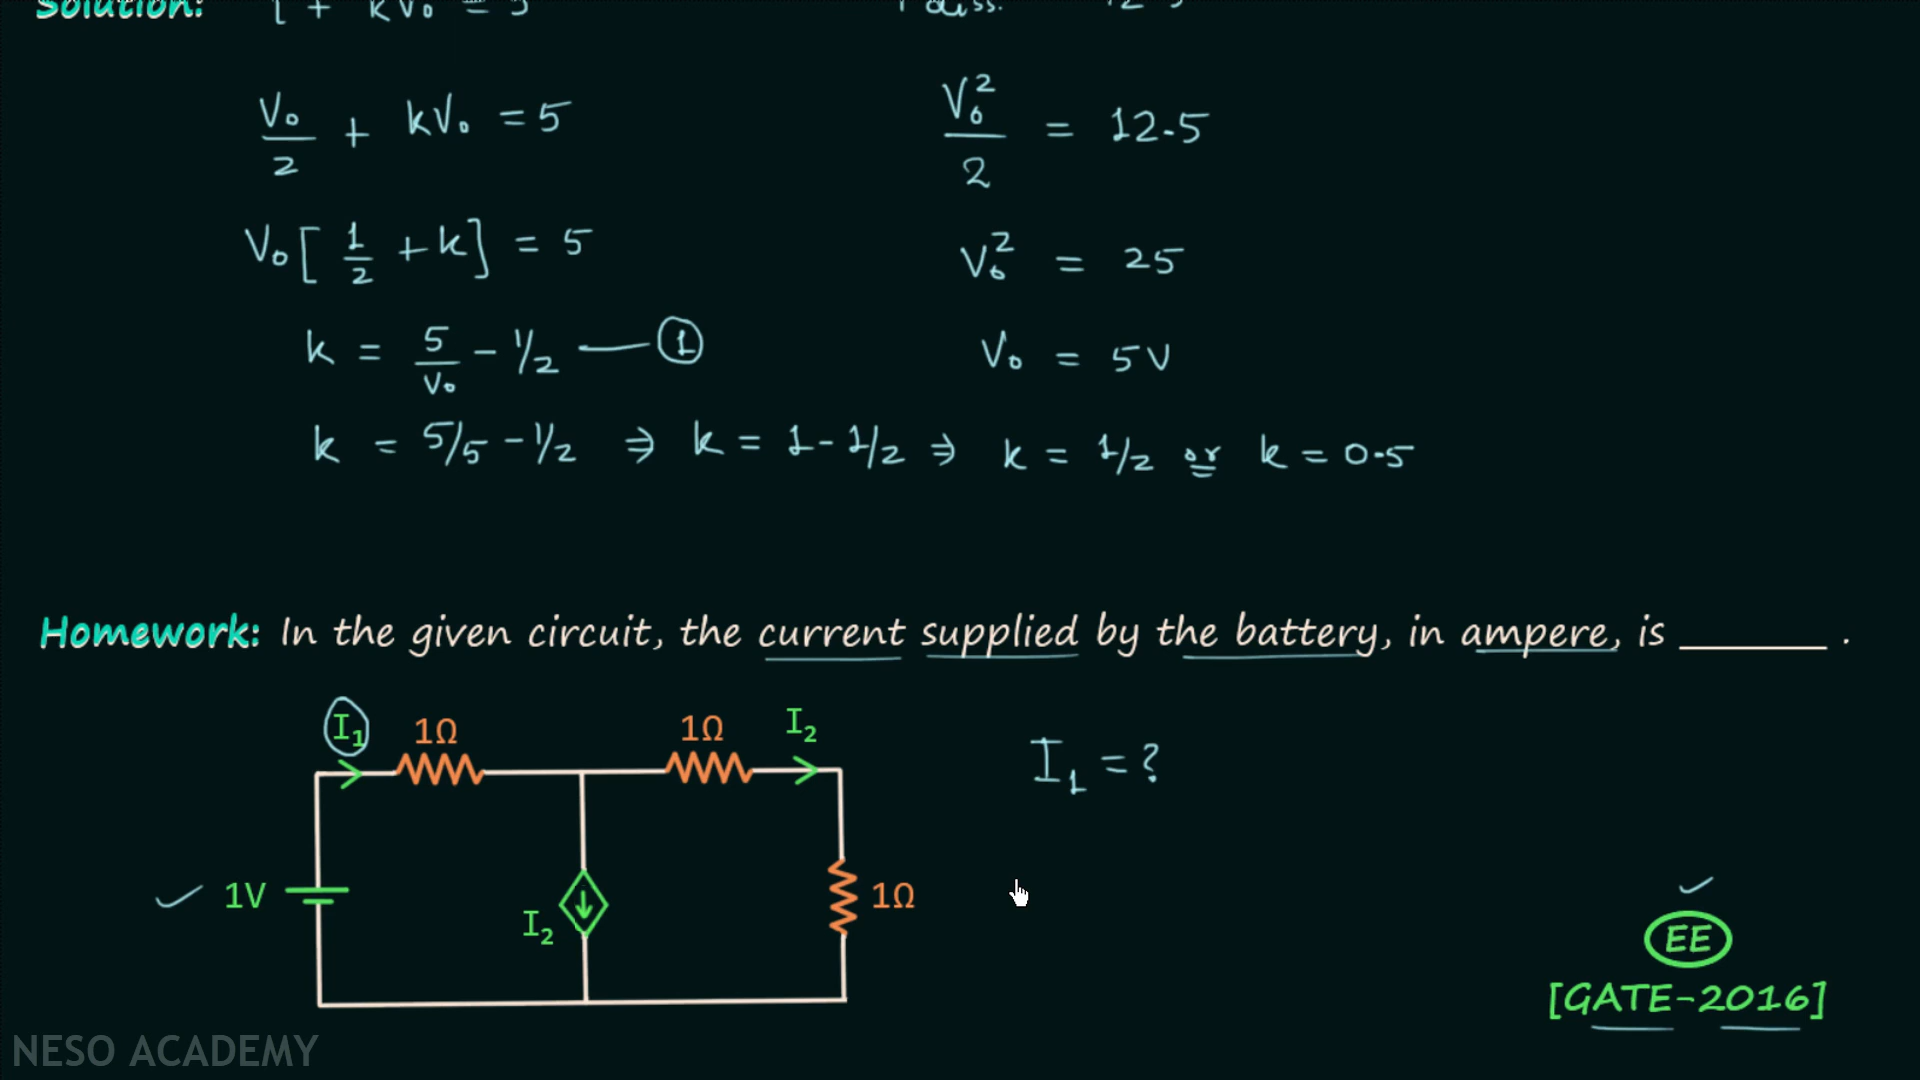 Solution:
V₀/2 + kV₀ = 5
V₀²/2 = 12.5
V₀[1/2 + k] = 5
V₀² = 25
k = 5/V₀ - 1/2 — ①
V₀ = 5V
k = 5/5 - 1/2 ⇒ k = 1 - 1/2 ⇒ k = 1/2 or k = 0.5
Homework: In the given circuit, the current supplied by the battery, in ampere, is ______ .
I₁ 1Ω 1Ω I₂
I₁ = ?
1V I₂ 1Ω
EE
[GATE-2016]
NESO ACADEMY